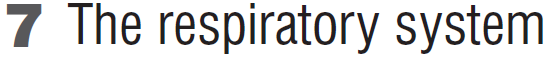 7 The respiratory system